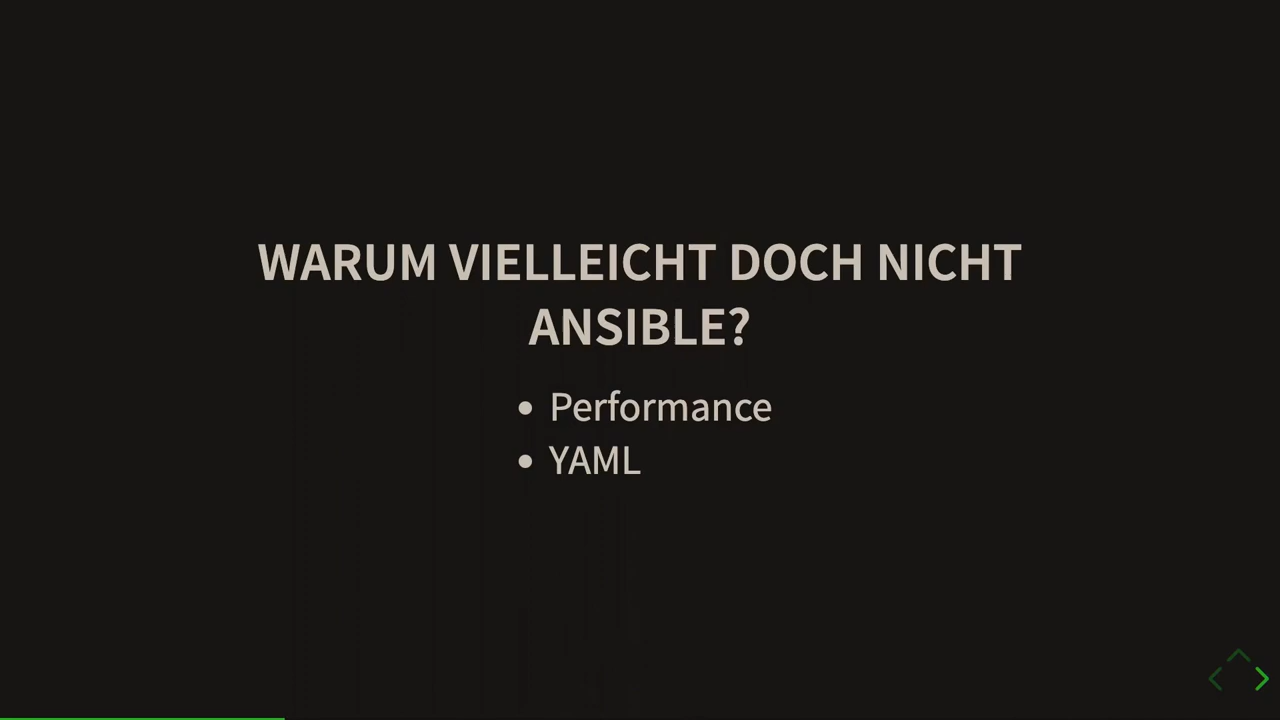 WARUM VIELLEICHT DOCH NICHT
ANSIBLE?
• Performance
• YAML